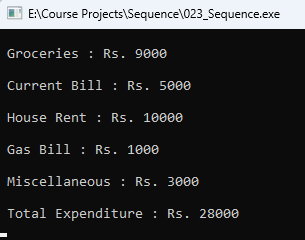 E:\Course Projects\Sequence\023_Sequence.exe
Groceries : Rs. 9000
Current Bill : Rs. 5000
House Rent : Rs. 10000
Gas Bill : Rs. 1000
Miscellaneous : Rs. 3000
Total Expenditure : Rs. 28000